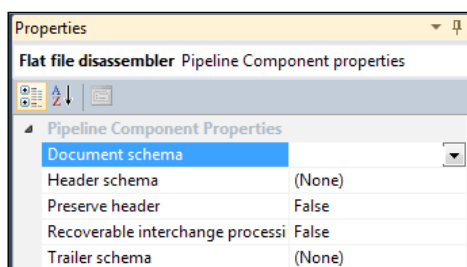 Properties
Flat file disassembler Pipeline Component properties
Pipeline Component Properties
Document schema
Header schema (None)
Preserve header False
Recoverable interchange processi False
Trailer schema (None)